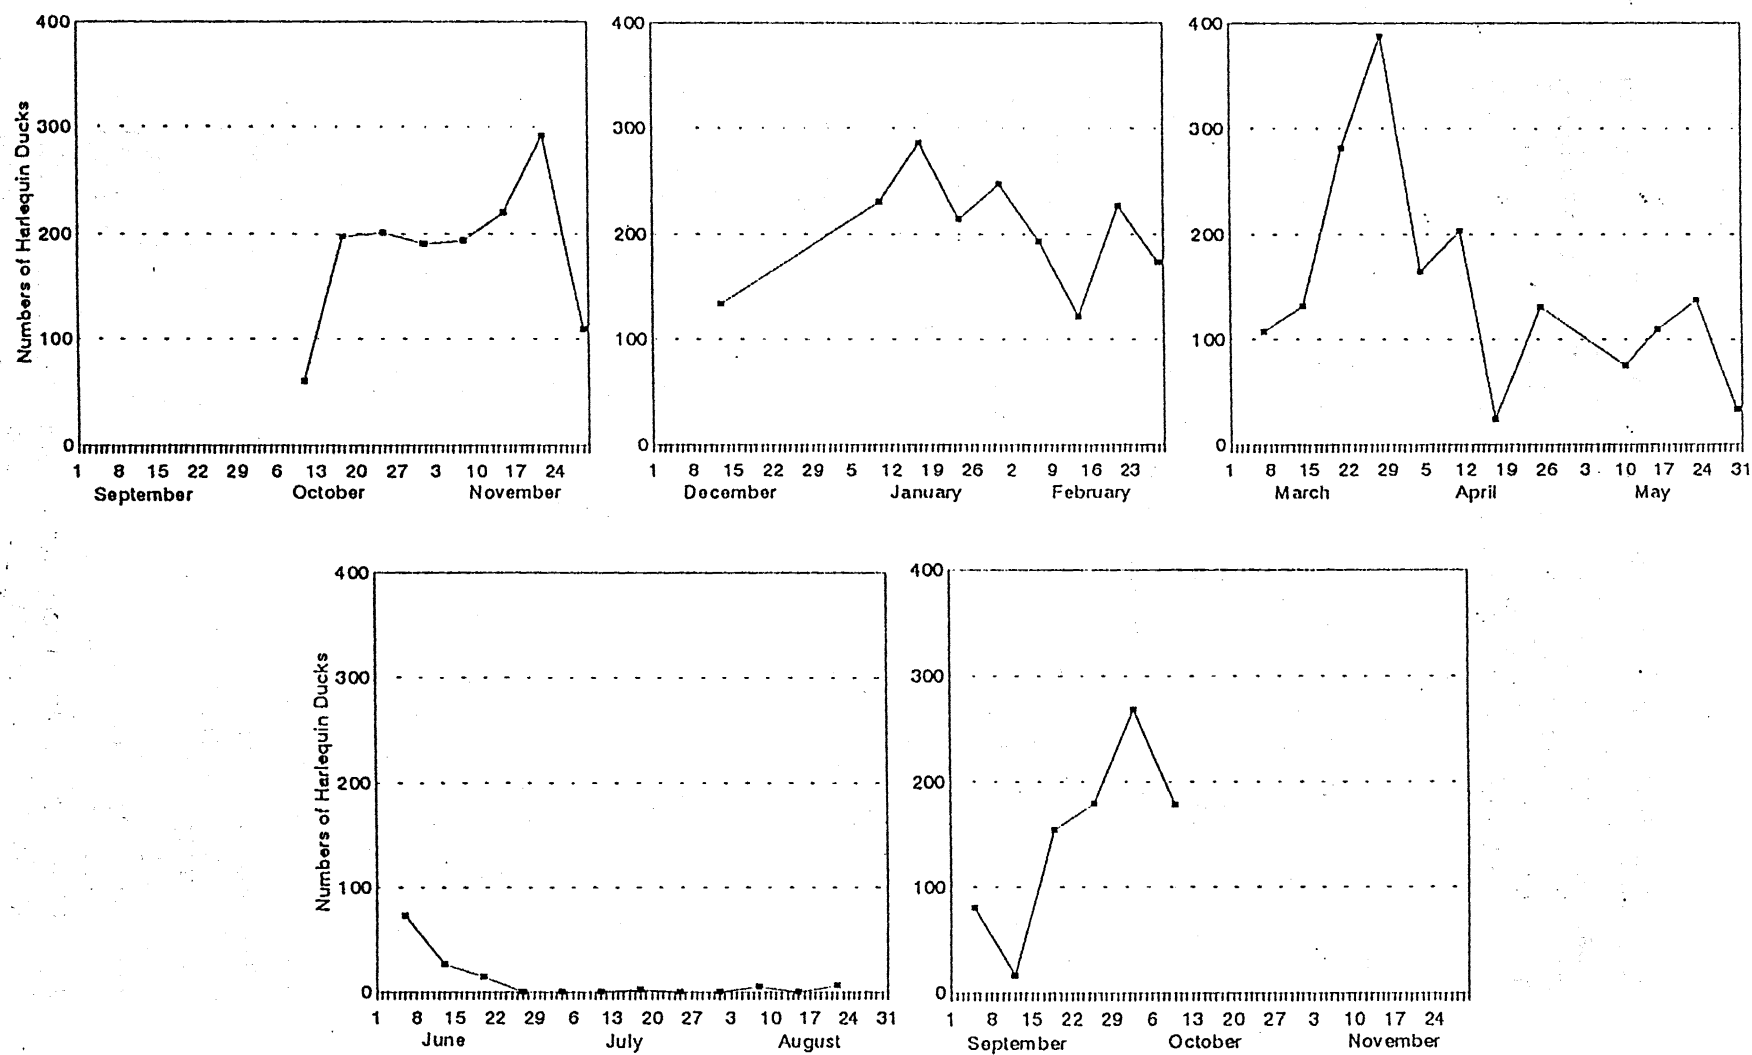 400 400 400
300 300 300
200 200 200
100 100 100
0 0 0
Numbers of Harlequin Ducks
1 8 15 22 29 6 13 20 27 3 10 17 24 1 8 15 22 29 5 12 19 26 2 9 16 23 1 8 15 22 29 5 12 19 26 3 10 17 24 31
September October November December January February March April May
400 400
300 300
200 200
100 100
0 0
Numbers of Harlequin Ducks
1 8 15 22 29 6 13 20 27 3 10 17 24 31 1 8 15 22 29 6 13 20 27 3 10 17 24
June July August September October November